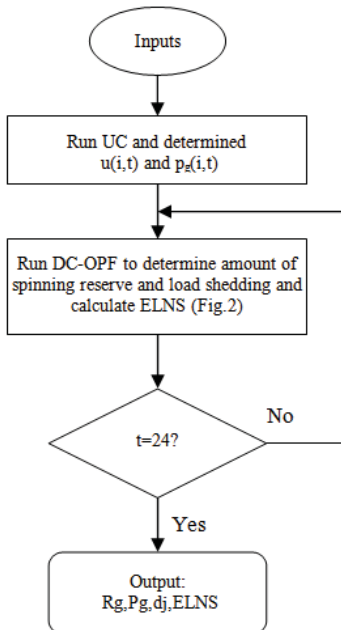 Inputs
Run UC and determined
u(i,t) and pg(i,t)
Run DC-OPF to determine amount of
spinning reserve and load shedding and
calculate ELNS (Fig.2)
t=24?
No
Yes
Output:
Rg,Pg,dj,ELNS